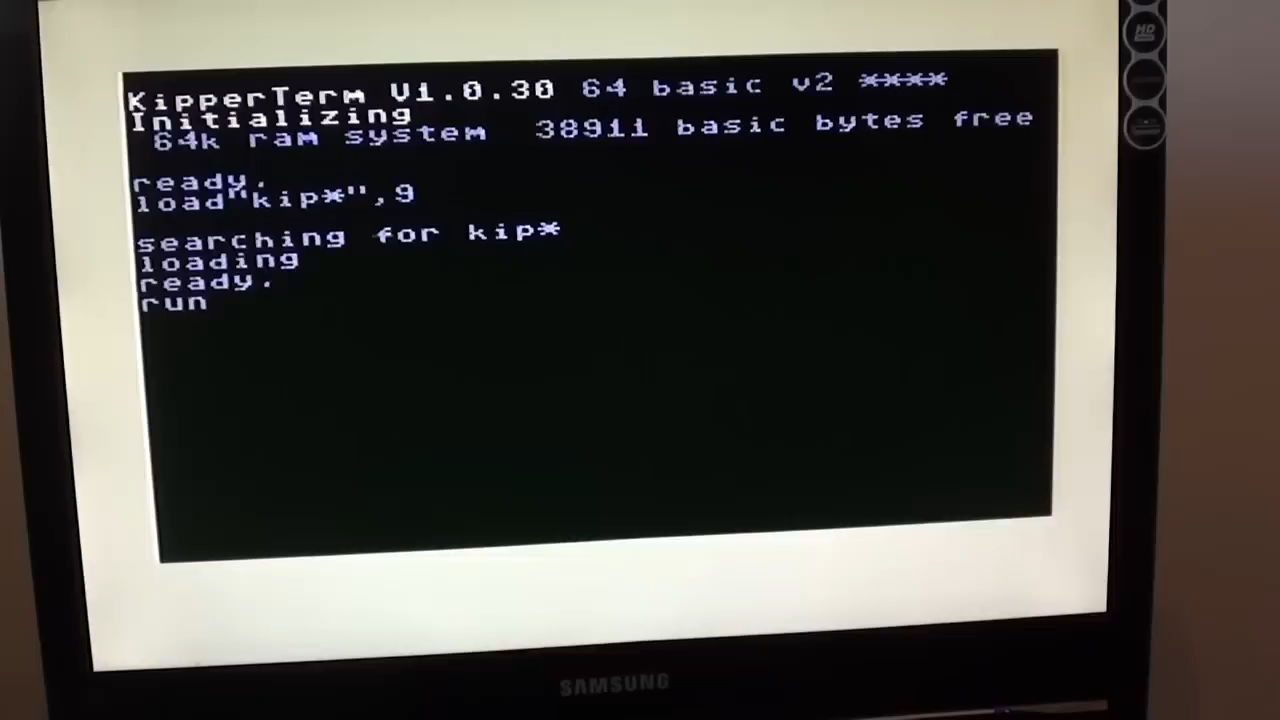 KipperTerm V1.0.30 64 basic v2 ****
Initializing
64k ram system 38911 basic bytes free
ready.
load"kip*",9
searching for kip*
loading
ready.
run
HD
SAMSUNG